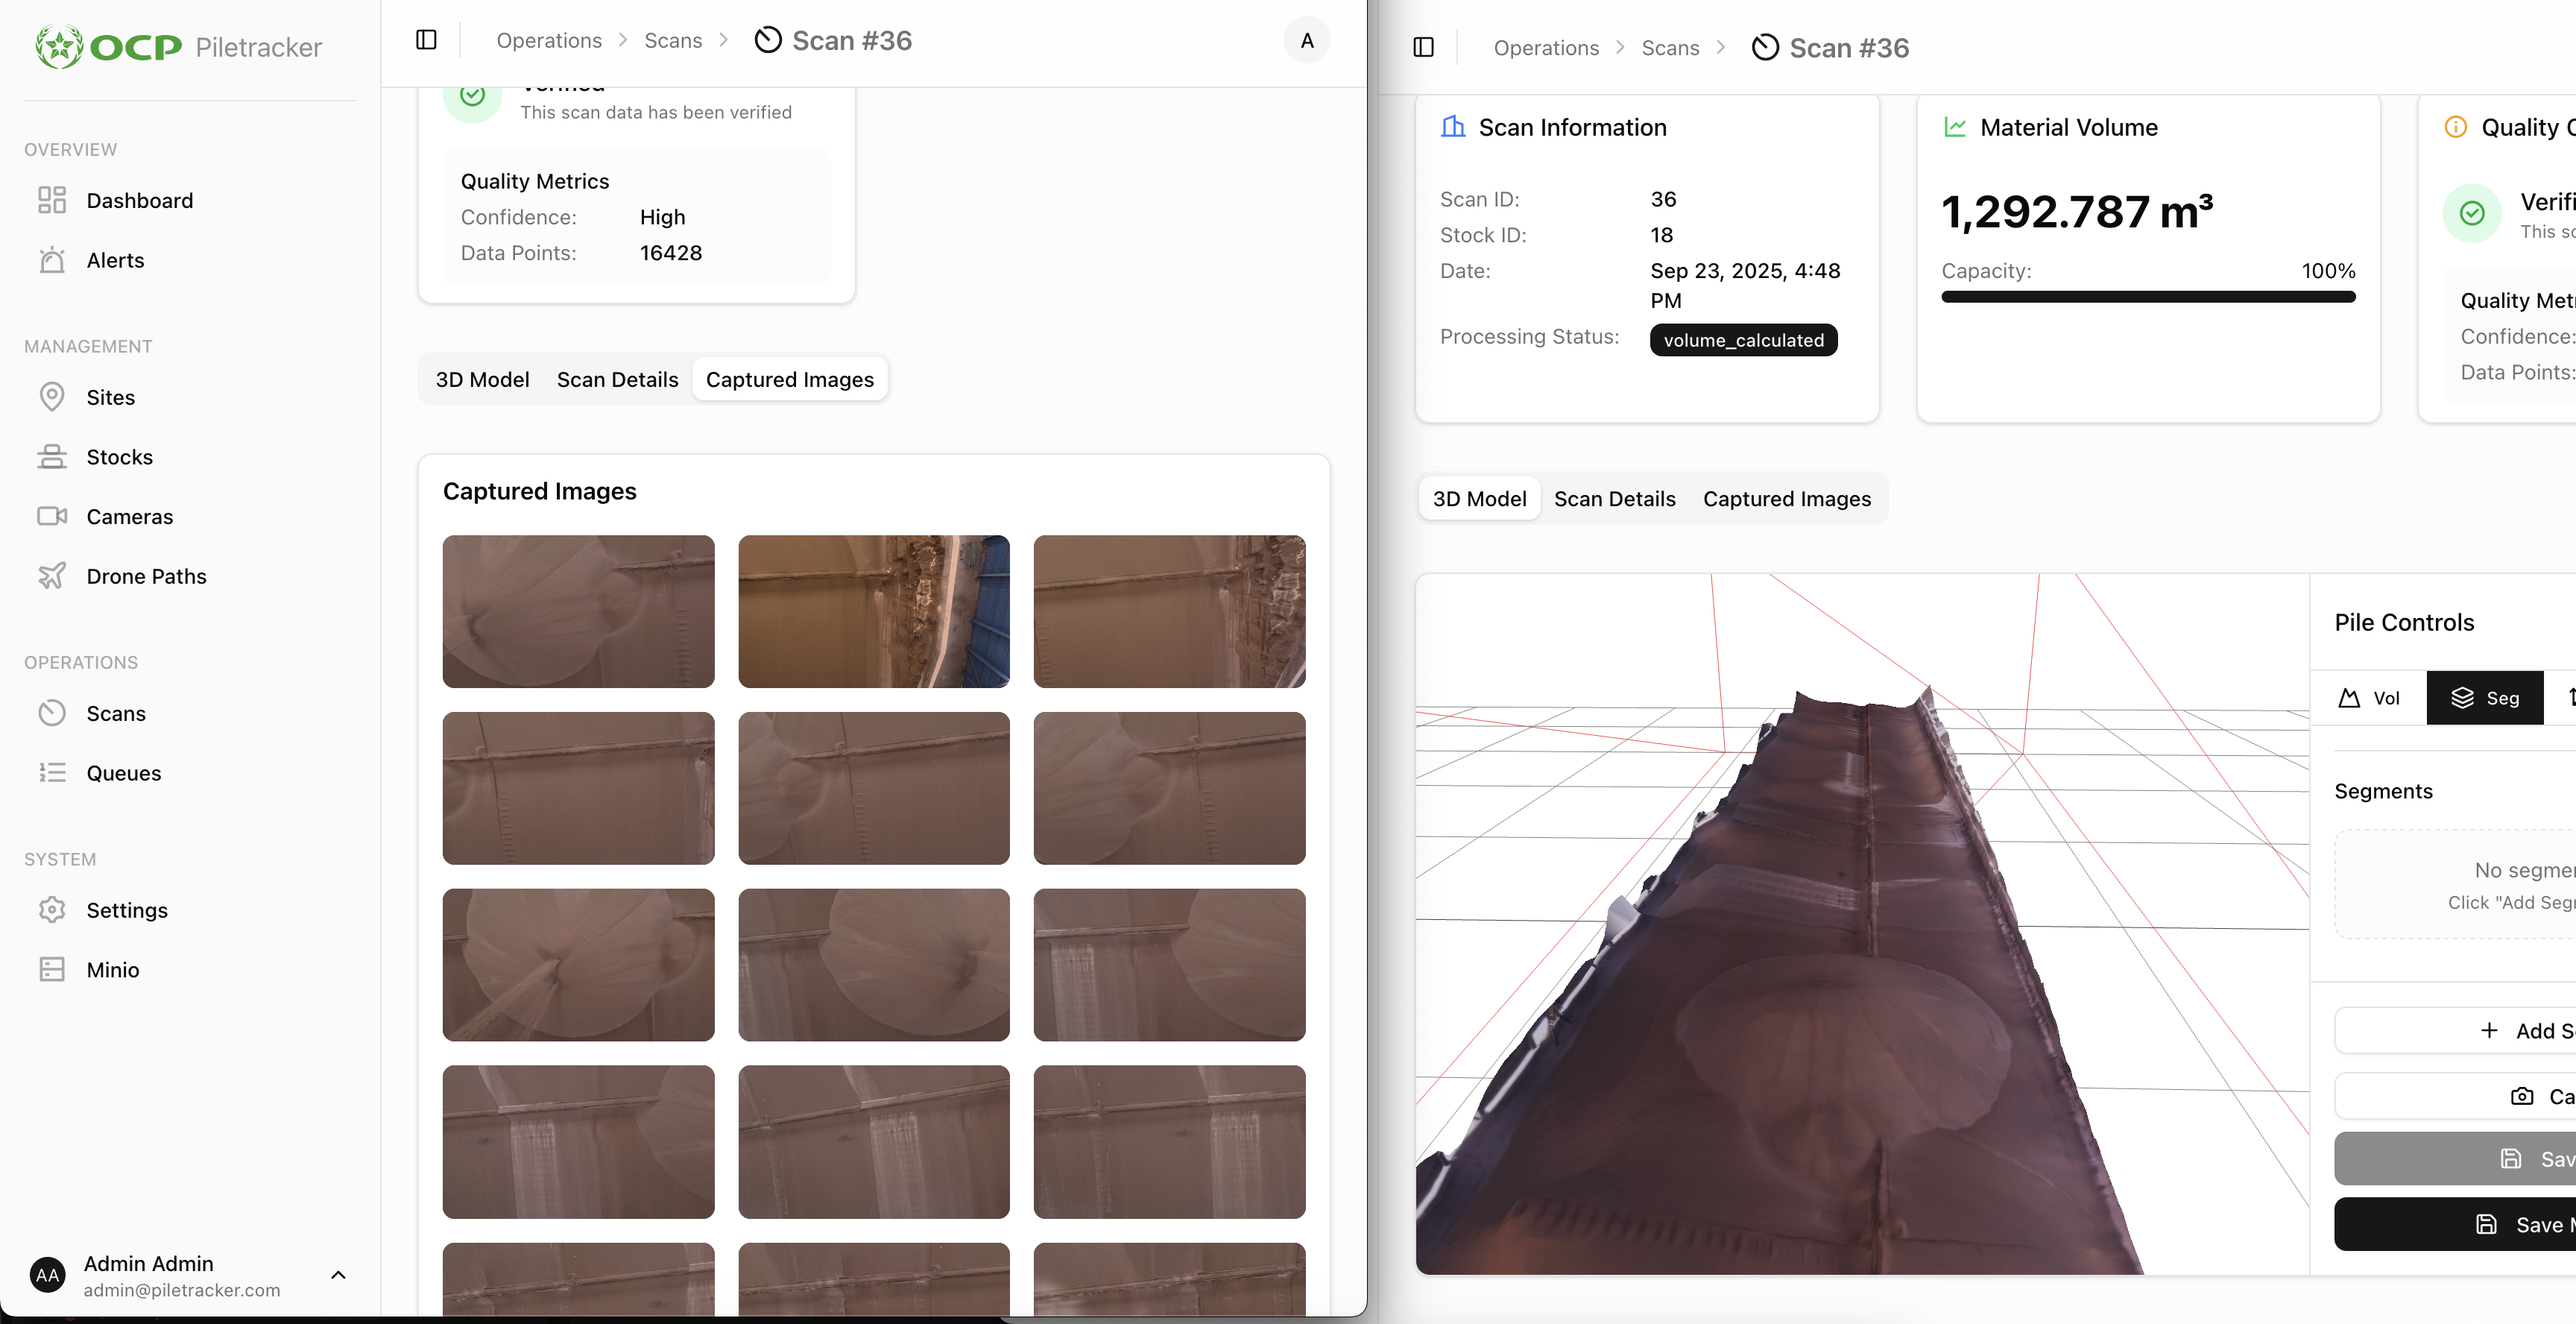 OCP Piletracker
OVERVIEW
Dashboard
Alerts
MANAGEMENT
Sites
Stocks
Cameras
Drone Paths
OPERATIONS
Scans
Queues
SYSTEM
Settings
Minio
AA
Admin Admin
admin@piletracker.com
Operations > Scans > Scan #36
A
Verified
This scan data has been verified
Quality Metrics
Confidence: High
Data Points: 16428
3D Model Scan Details Captured Images
Captured Images
Operations > Scans > Scan #36
Scan Information
Scan ID: 36
Stock ID: 18
Date: Sep 23, 2025, 4:48
PM
Processing Status: volume_calculated
Material Volume
1,292.787 m³
Capacity: 100%
Quality C
Verifi
This sc
Quality Met
Confidence:
Data Points:
3D Model Scan Details Captured Images
Pile Controls
Vol Seg
Segments
No segme
Click "Add Seg
Add S
Ca
Sav
Save